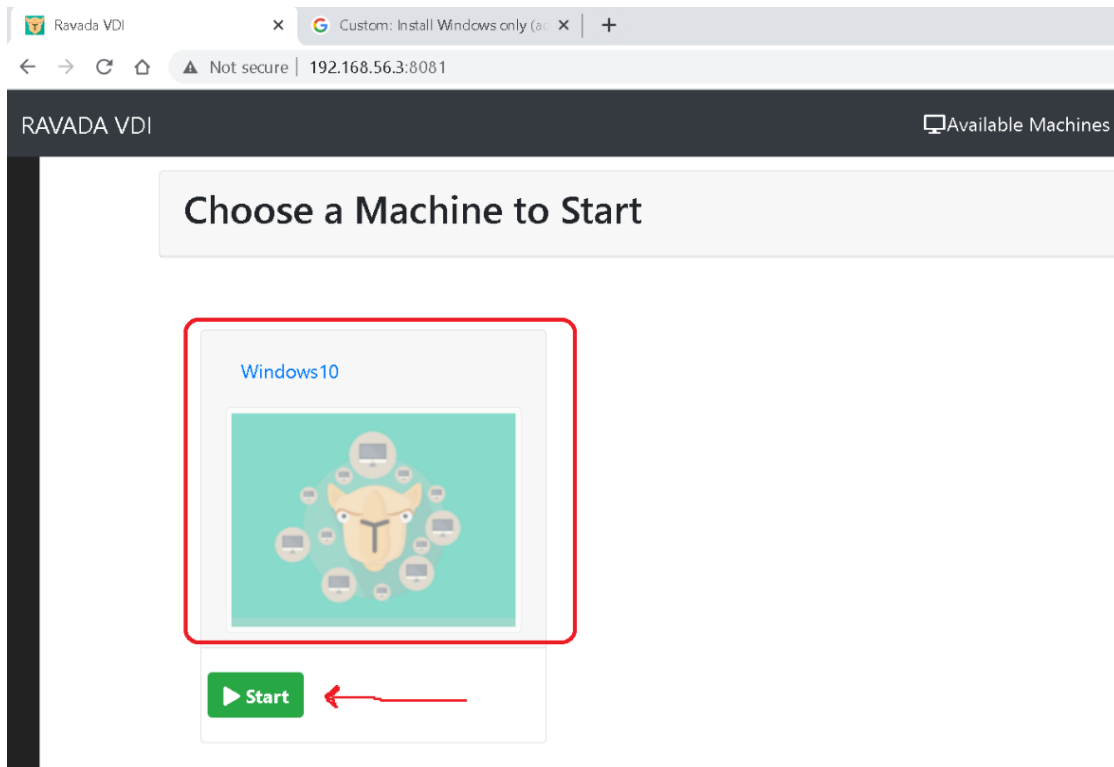 Ravada VDI
Custom: Install Windows only (ac
Not secure | 192.168.56.3:8081
RAVADA VDI
Available Machines
Choose a Machine to Start
Windows10
Start